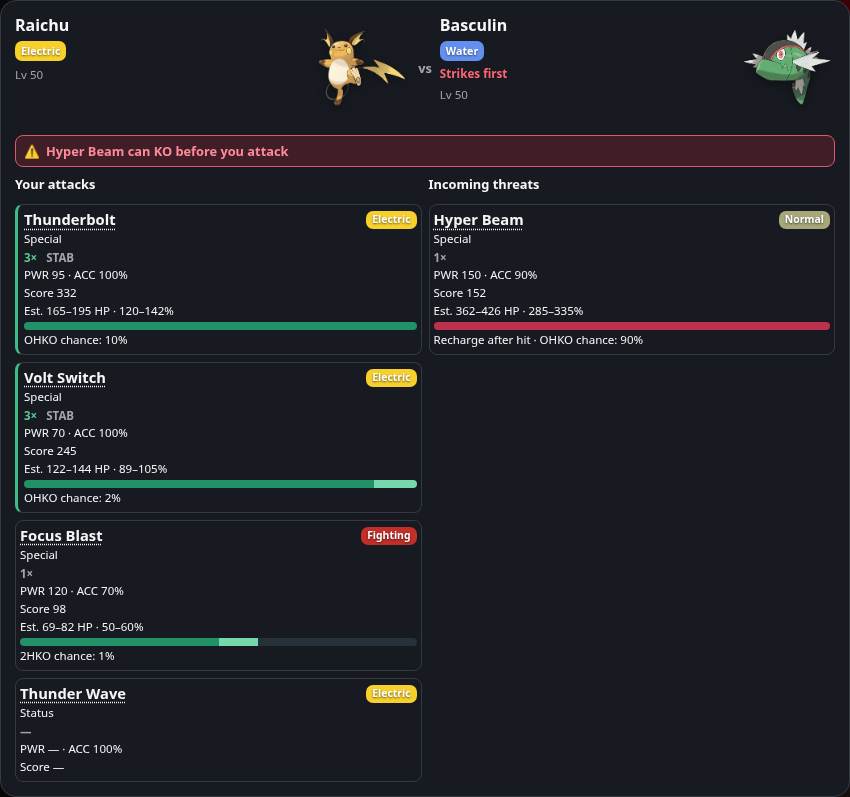 Raichu
Electric
Lv 50
vs
Basculin
Water
Strikes first
Lv 50
⚠️ Hyper Beam can KO before you attack
Your attacks
Thunderbolt Electric
Special
3× STAB
PWR 95 · ACC 100%
Score 332
Est. 165–195 HP · 120–142%
OHKO chance: 10%
Volt Switch Electric
Special
3× STAB
PWR 70 · ACC 100%
Score 245
Est. 122–144 HP · 89–105%
OHKO chance: 2%
Focus Blast Fighting
Special
1×
PWR 120 · ACC 70%
Score 98
Est. 69–82 HP · 50–60%
2HKO chance: 1%
Thunder Wave Electric
Status
—
PWR — · ACC 100%
Score —
Incoming threats
Hyper Beam Normal
Special
1×
PWR 150 · ACC 90%
Score 152
Est. 362–426 HP · 285–335%
Recharge after hit · OHKO chance: 90%